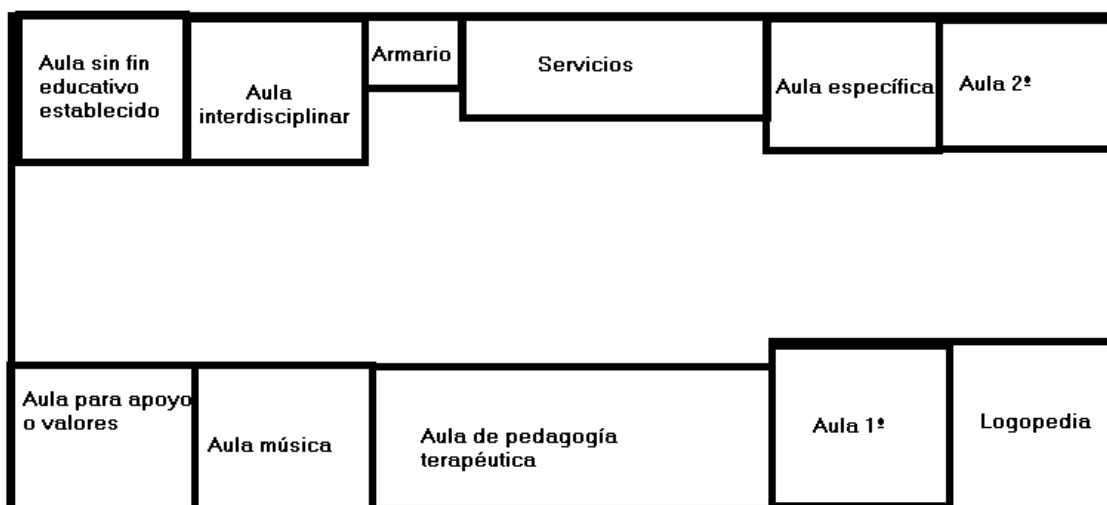 Aula sin fin
educativo
establecido
Aula
interdisciplinar
Armario
Servicios
Aula específica
Aula 2º
Aula para apoyo
o valores
Aula música
Aula de pedagogía
terapéutica
Aula 1º
Logopedia